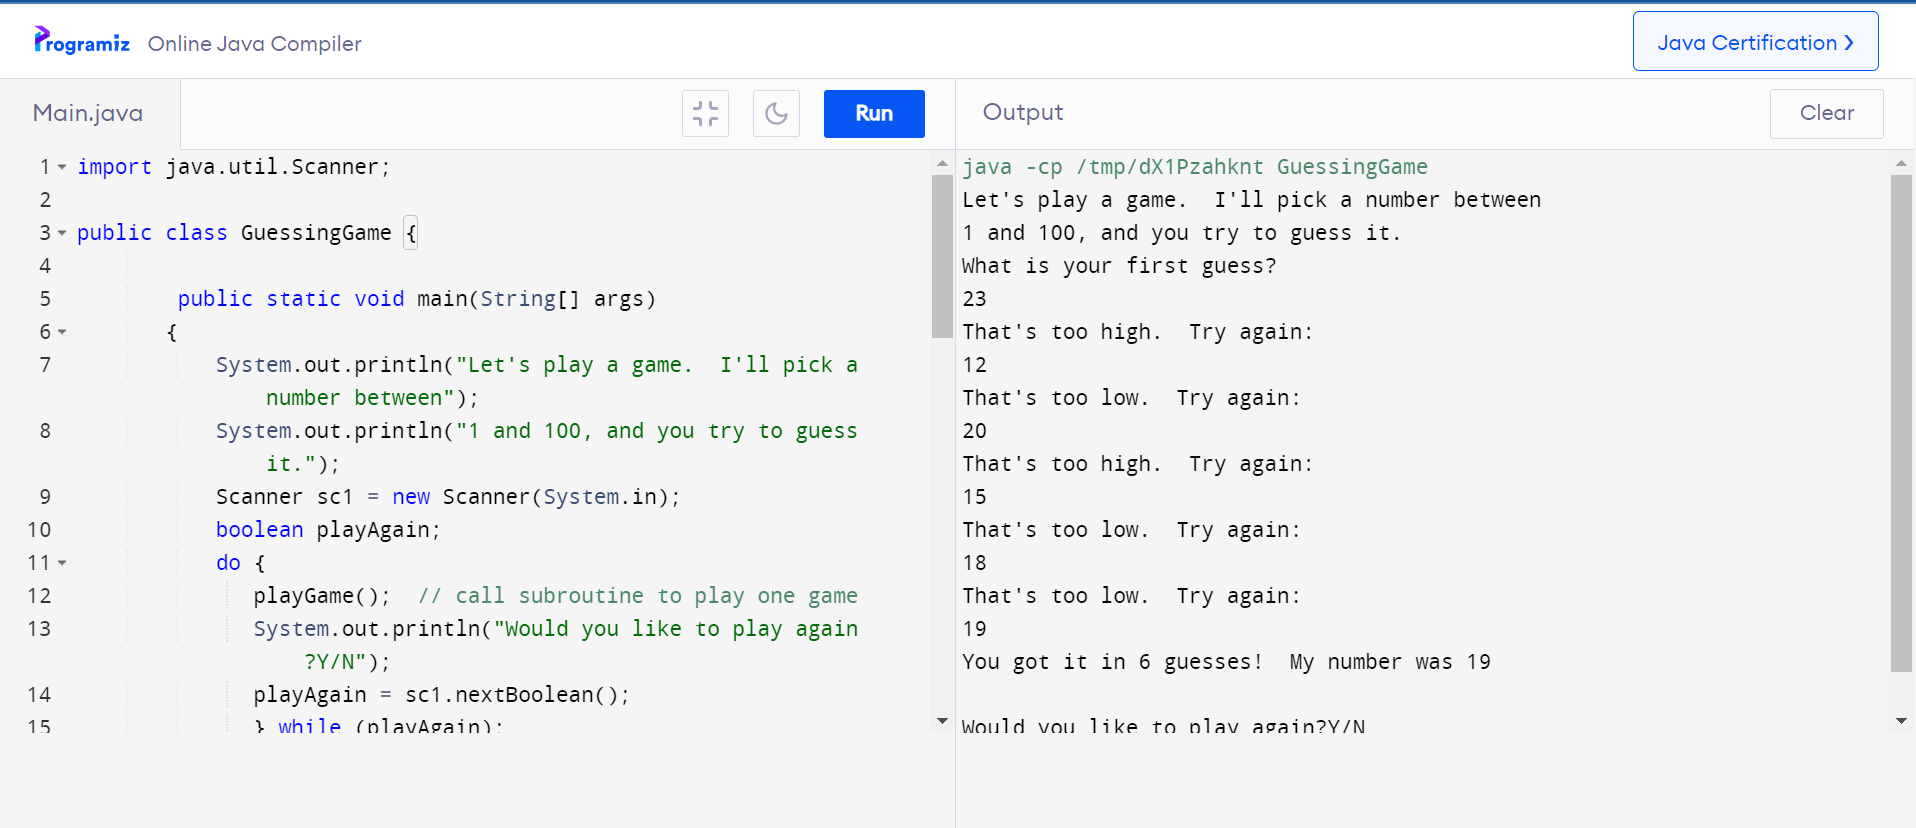 Programiz Online Java Compiler
Java Certification
Main.java
Run
Output
Clear
1 import java.util.Scanner;
2
3 public class GuessingGame {
4
5 public static void main(String[] args)
6 {
7 System.out.println("Let's play a game.  I'll pick a
number between");
8 System.out.println("1 and 100, and you try to guess
it.");
9 Scanner sc1 = new Scanner(System.in);
10 boolean playAgain;
11 do {
12 playGame();  // call subroutine to play one game
13 System.out.println("Would you like to play again
?Y/N");
14 playAgain = sc1.nextBoolean();
15 } while (playAgain);
java -cp /tmp/dX1Pzahknt GuessingGame
Let's play a game.  I'll pick a number between
1 and 100, and you try to guess it.
What is your first guess?
23
That's too high.  Try again:
12
That's too low.  Try again:
20
That's too high.  Try again:
15
That's too low.  Try again:
18
That's too low.  Try again:
19
You got it in 6 guesses!  My number was 19
Would you like to play again?Y/N